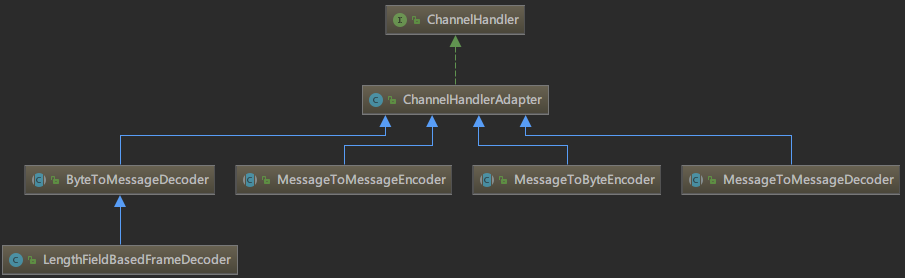 I ChannelHandler
C ChannelHandlerAdapter
C ByteToMessageDecoder
C MessageToMessageEncoder
C MessageToByteEncoder
C MessageToMessageDecoder
C LengthFieldBasedFrameDecoder